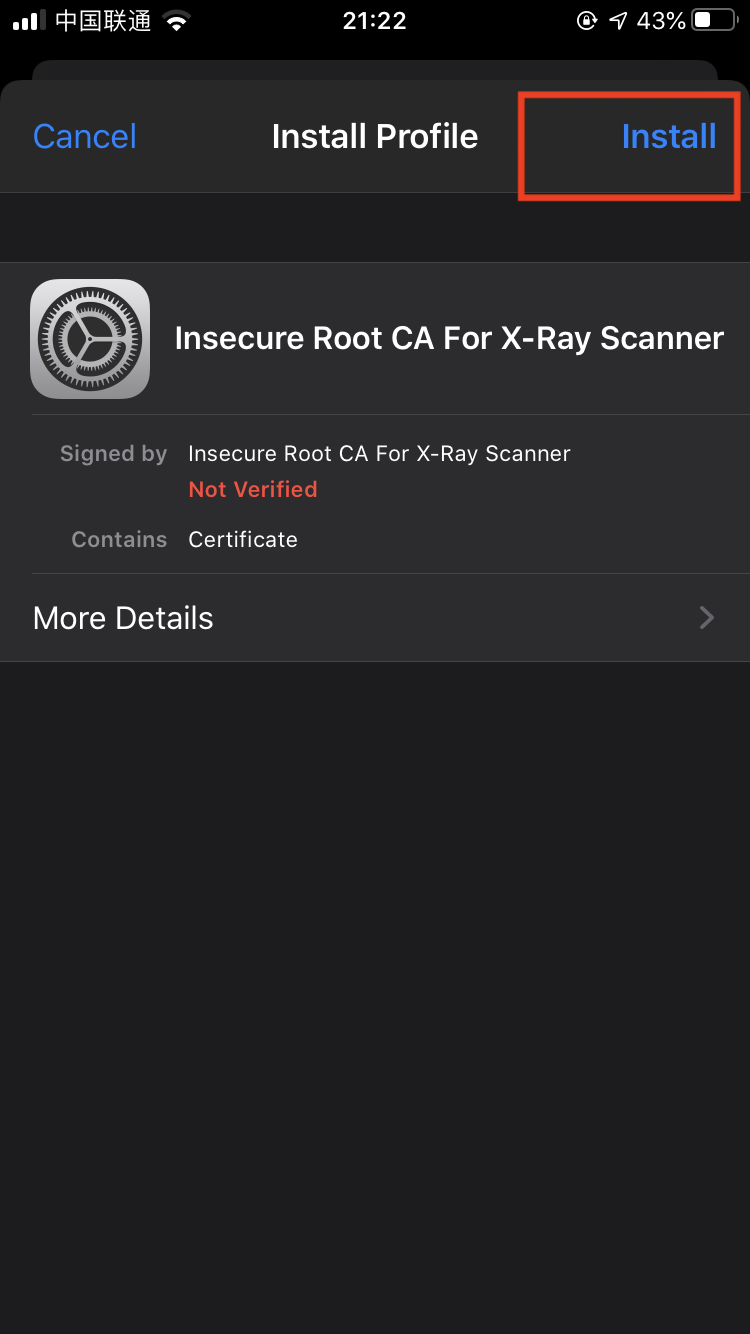 中国联通 21:22 43%
Cancel Install Profile Install
Insecure Root CA For X-Ray Scanner
Signed by Insecure Root CA For X-Ray Scanner
Not Verified
Contains Certificate
More Details